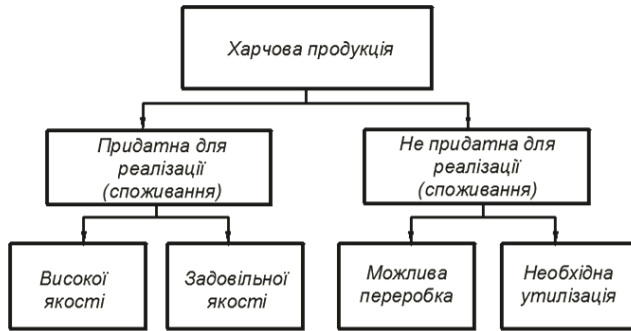 Харчова продукція
Придатна для
реалізації
(споживання)
Не придатна для
реалізації
(споживання)
Високої
якості
Задовільної
якості
Можлива
переробка
Необхідна
утилізація